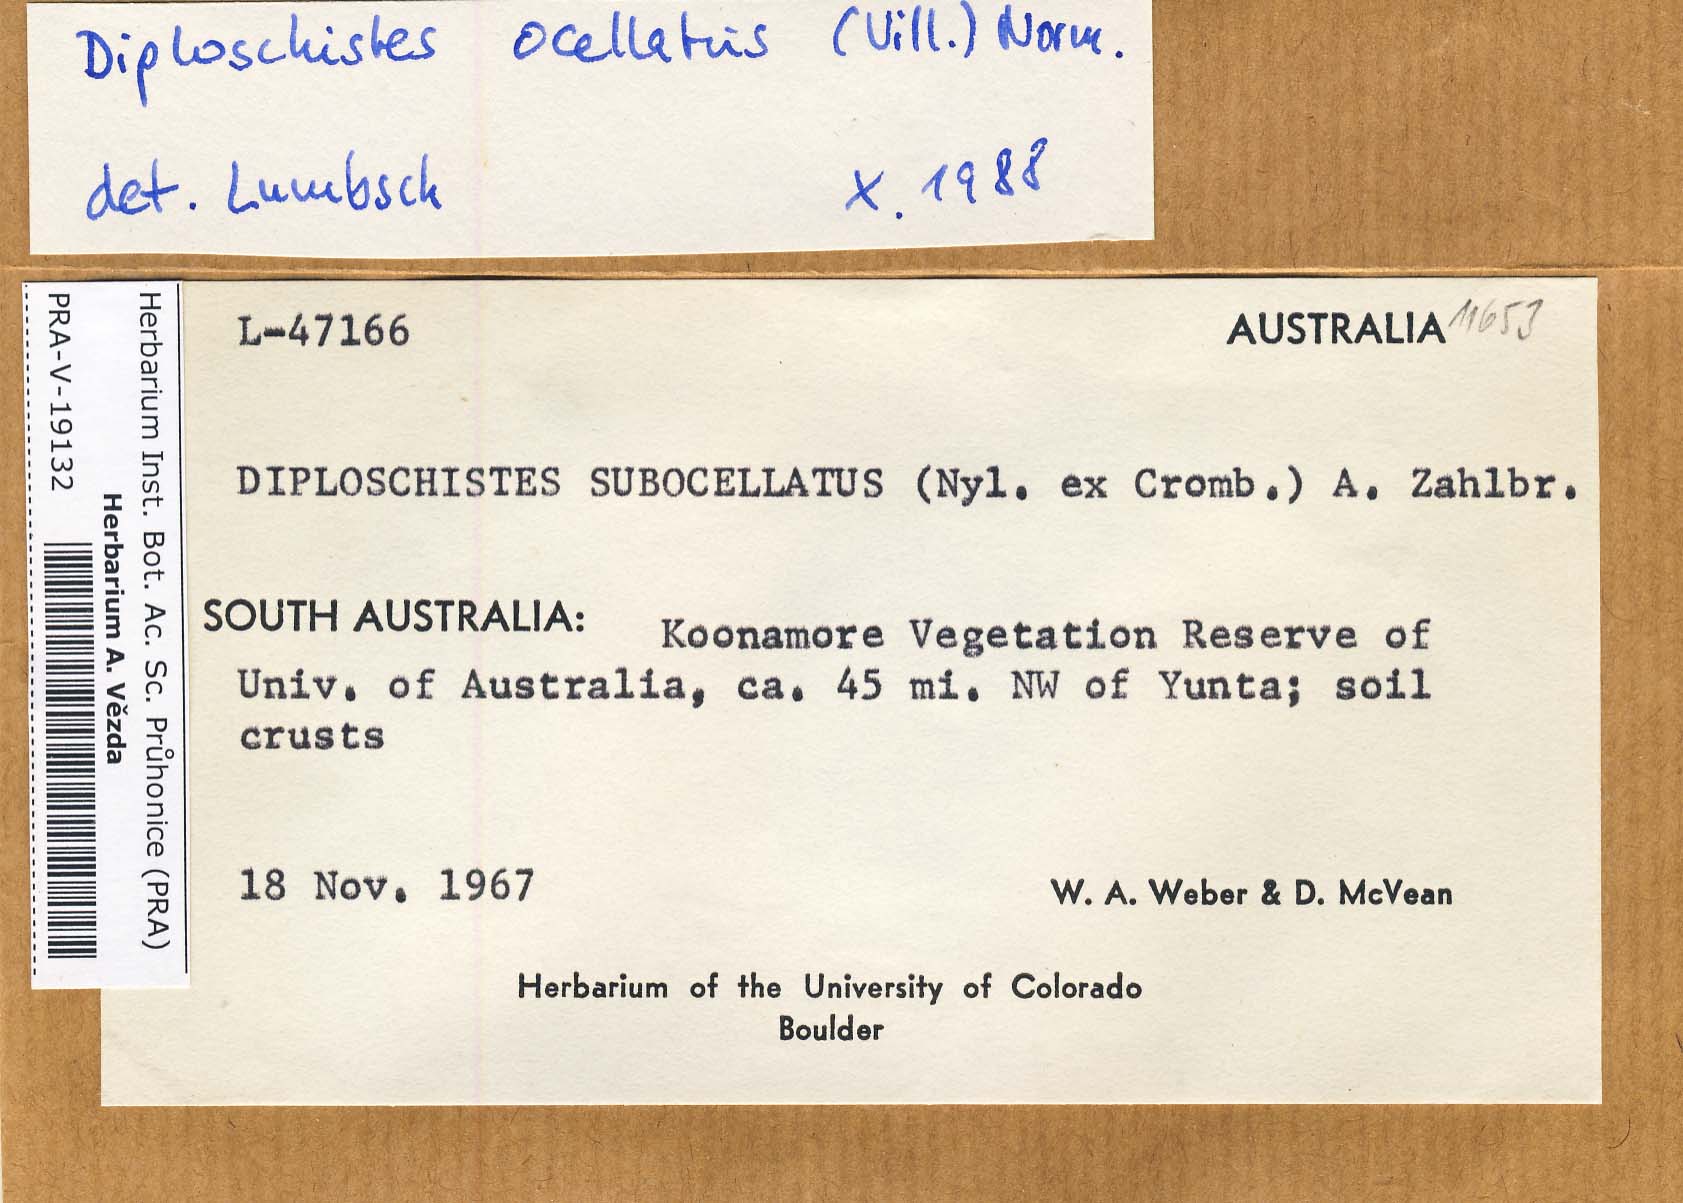 Diploschistes ocellatus (Vill.) Norm.
det. Lumbsch X. 1988
Herbarium Inst. Bot. Ac. Sc. Průhonice (PRA)
Herbarium A. Vězda
PRA-V-19132
L-47166 AUSTRALIA 11653
DIPLOSCHISTES SUBOCELLATUS (Nyl. ex Cromb.) A. Zahlbr.
SOUTH AUSTRALIA: Koonamore Vegetation Reserve of
Univ. of Australia, ca. 45 mi. NW of Yunta; soil
crusts
18 Nov. 1967 W. A. Weber & D. McVean
Herbarium of the University of Colorado
Boulder